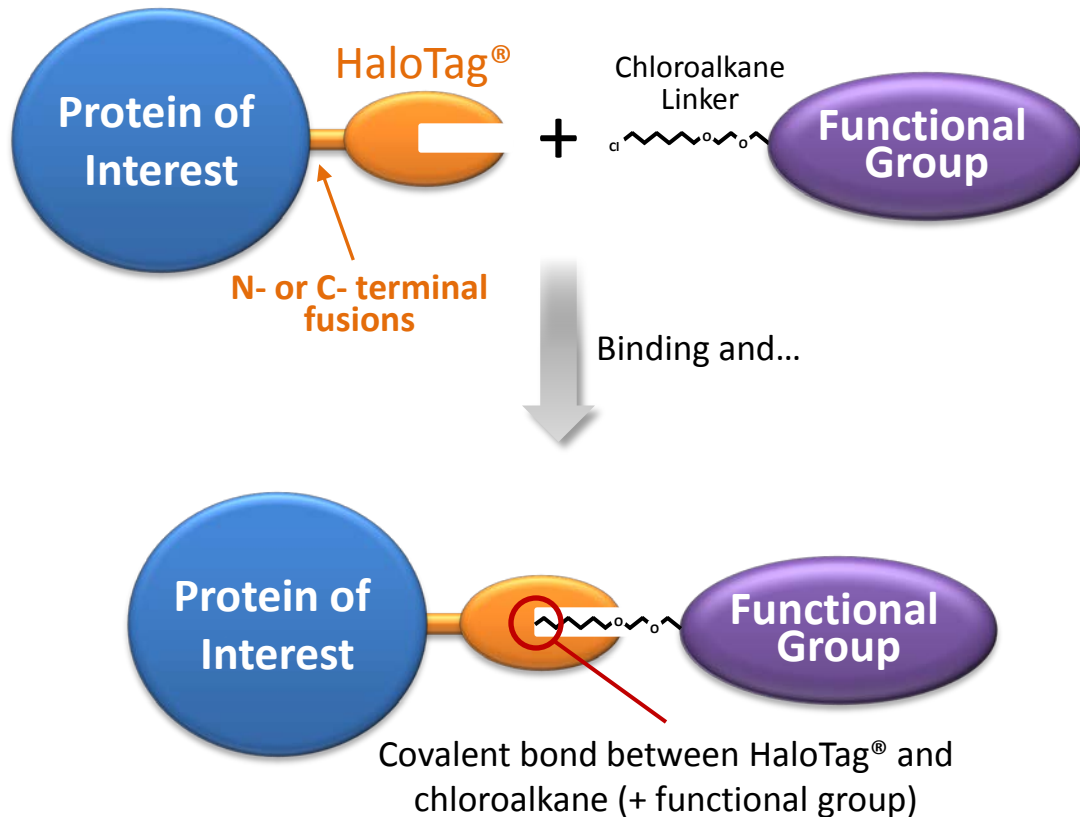 HaloTag®
Chloroalkane
Linker
Protein of
Interest
+
Cl
O
O
Functional
Group
N- or C- terminal
fusions
Binding and...
Protein of
Interest
O
O
Functional
Group
Covalent bond between HaloTag® and
chloroalkane (+ functional group)